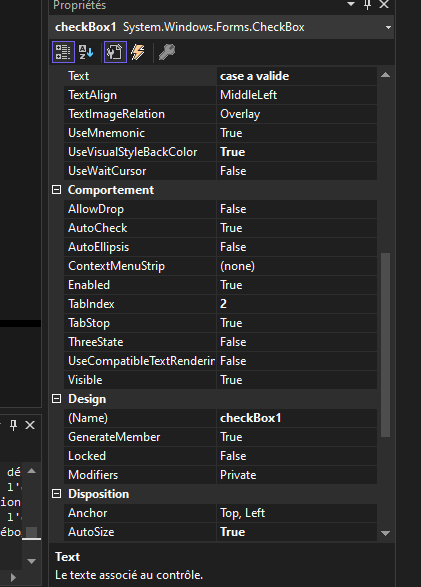 Propriétés
checkBox1 System.Windows.Forms.CheckBox
Text case a valide
TextAlign MiddleLeft
TextImageRelation Overlay
UseMnemonic True
UseVisualStyleBackColor True
UseWaitCursor False
Comportement
AllowDrop False
AutoCheck True
AutoEllipsis False
ContextMenuStrip (none)
Enabled True
TabIndex 2
TabStop True
ThreeState False
UseCompatibleTextRenderin False
Visible True
Design
(Name) checkBox1
GenerateMember True
Locked False
Modifiers Private
Disposition
Anchor Top, Left
AutoSize True
Text
Le texte associé au contrôle.
dé
l'
ion
l'
ébo